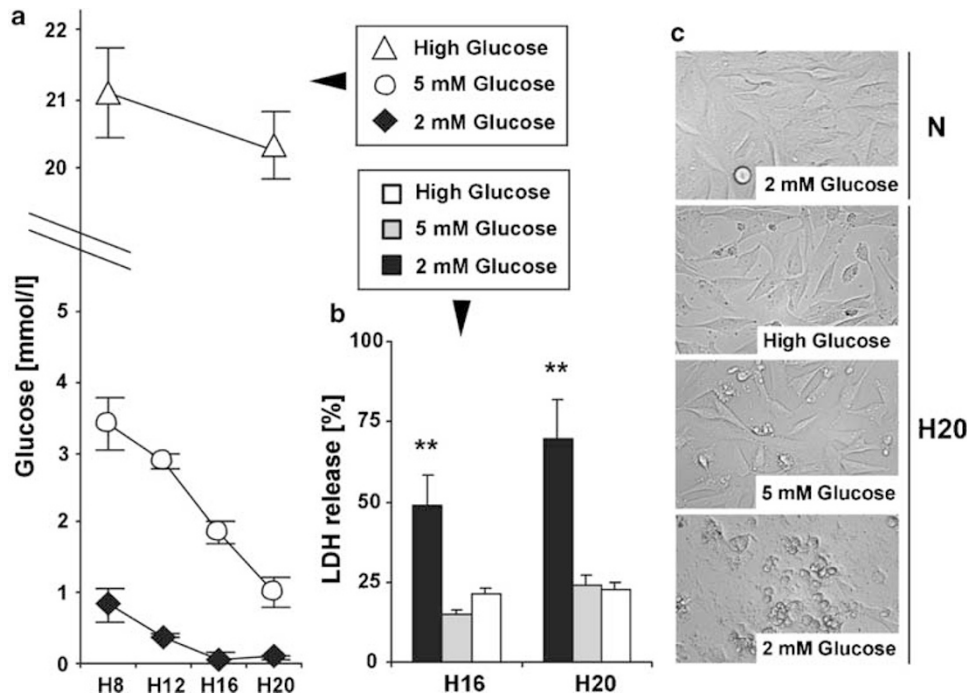 a
22
21
20
5
4
3
2
1
0
Glucose [mmol/l]
H8 H12 H16 H20
High Glucose
5 mM Glucose
2 mM Glucose
High Glucose
5 mM Glucose
2 mM Glucose
b
100
75
50
25
0
LDH release [%]
**
**
H16 H20
c
2 mM Glucose
N
High Glucose
5 mM Glucose
H20
2 mM Glucose